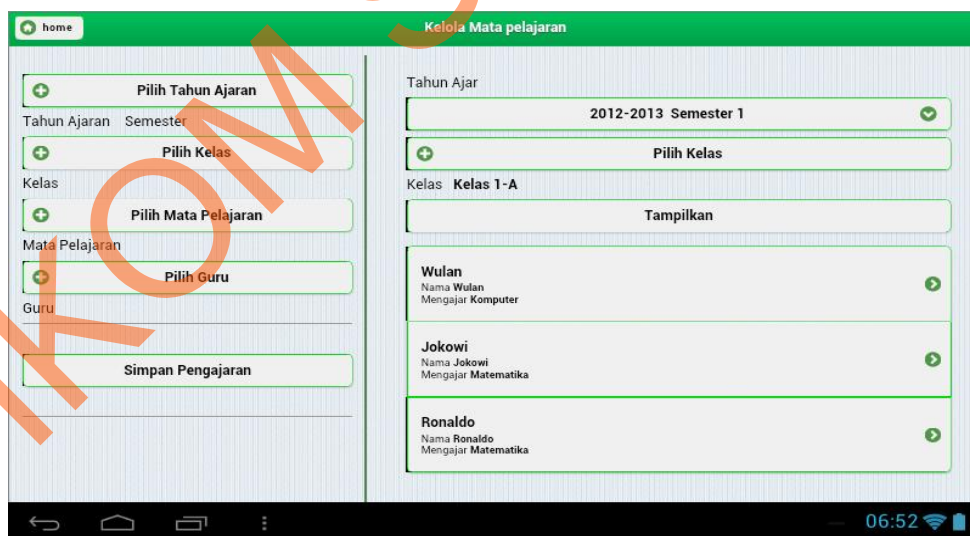 home
Kelola Mata pelajaran
Pilih Tahun Ajaran
Tahun Ajaran Semester
Pilih Kelas
Kelas
Pilih Mata Pelajaran
Mata Pelajaran
Pilih Guru
Guru
Simpan Pengajaran
Tahun Ajar
2012-2013 Semester 1
Pilih Kelas
Kelas Kelas 1-A
Tampilkan
Wulan
Nama Wulan
Mengajar Komputer
Jokowi
Nama Jokowi
Mengajar Matematika
Ronaldo
Nama Ronaldo
Mengajar Matematika
06:52